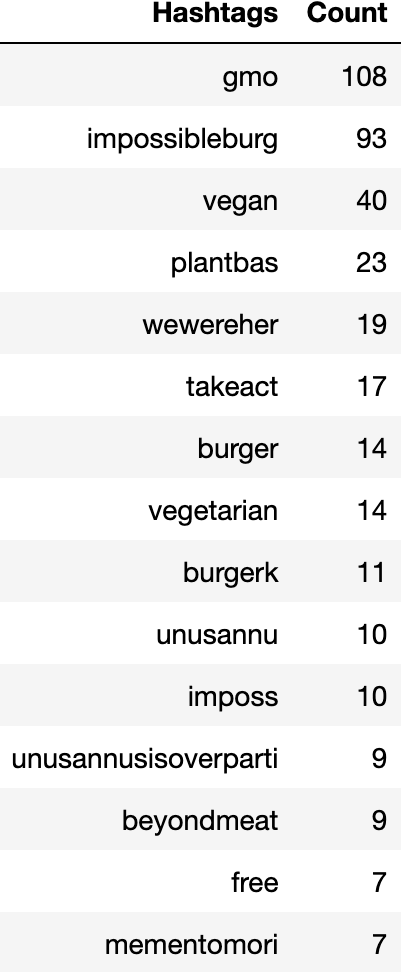 Hashtags Count
gmo 108
impossibleburg 93
vegan 40
plantbas 23
wewereher 19
takeact 17
burger 14
vegetarian 14
burgerk 11
unusannu 10
imposs 10
unusannusisoverparti 9
beyondmeat 9
free 7
mementomori 7